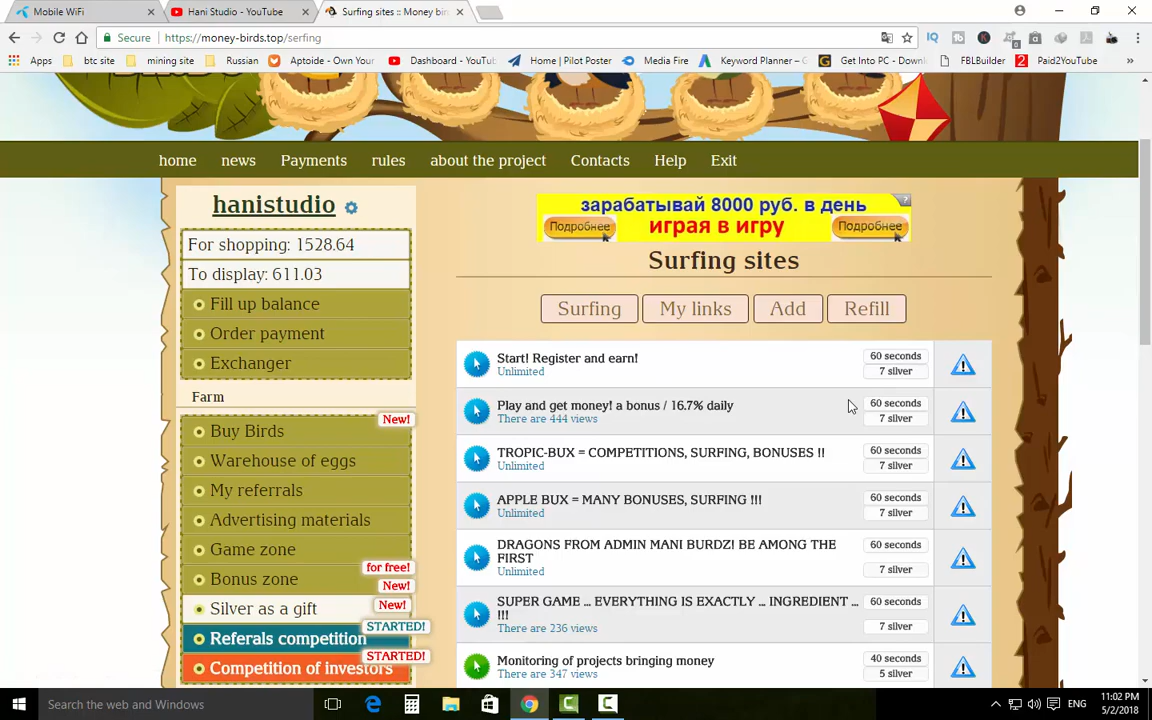 Mobile WiFi
Hani Studio - YouTube
Surfing sites :: Money bir
Secure
https://money-birds.top/serfing
Apps
btc site
mining site
Russian
Aptoide - Own Your
Dashboard - YouTu
Home | Pilot Poster
Media Fire
Keyword Planner –
Get Into PC - Down
FBLBuilder
Paid2YouTube
home
news
Payments
rules
about the project
Contacts
Help
Exit
hanistudio
For shopping: 1528.64
To display: 611.03
Fill up balance
Order payment
Exchanger
Farm
New!
Buy Birds
Warehouse of eggs
My referrals
Advertising materials
Game zone
for free!
Bonus zone
New!
Silver as a gift
New!
STARTED!
Referals competition
STARTED!
Competition of investors
зарабатывай 8000 руб. в день
Подробнее
играя в игру
Подробнее
Surfing sites
Surfing
My links
Add
Refill
Start! Register and earn!
Unlimited
60 seconds
7 silver
Play and get money! a bonus / 16.7% daily
There are 444 views
60 seconds
7 silver
TROPIC-BUX = COMPETITIONS, SURFING, BONUSES !!
Unlimited
60 seconds
7 silver
APPLE BUX = MANY BONUSES, SURFING !!!
Unlimited
60 seconds
7 silver
DRAGONS FROM ADMIN MANI BURDZ! BE AMONG THE
FIRST
Unlimited
60 seconds
7 silver
SUPER GAME ... EVERYTHING IS EXACTLY ... INGREDIENT ...
!!!
There are 236 views
60 seconds
7 silver
Monitoring of projects bringing money
There are 347 views
40 seconds
5 silver
Search the web and Windows
ENG
11:02 PM
5/2/2018